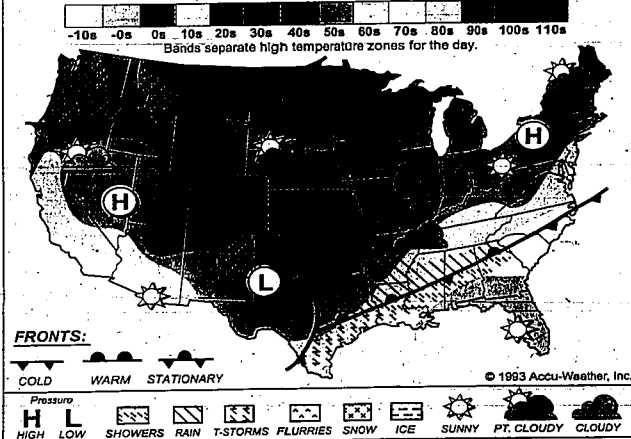 -10s -0s 0s 10s 20s 30s 40s 50s 60s 70s 80s 90s 100s 110s
Bands separate high temperature zones for the day.
H
H
L
FRONTS:
COLD WARM STATIONARY
© 1993 Accu-Weather, Inc.
Pressure
H L
HIGH LOW SHOWERS RAIN T-STORMS FLURRIES SNOW ICE SUNNY PT. CLOUDY CLOUDY